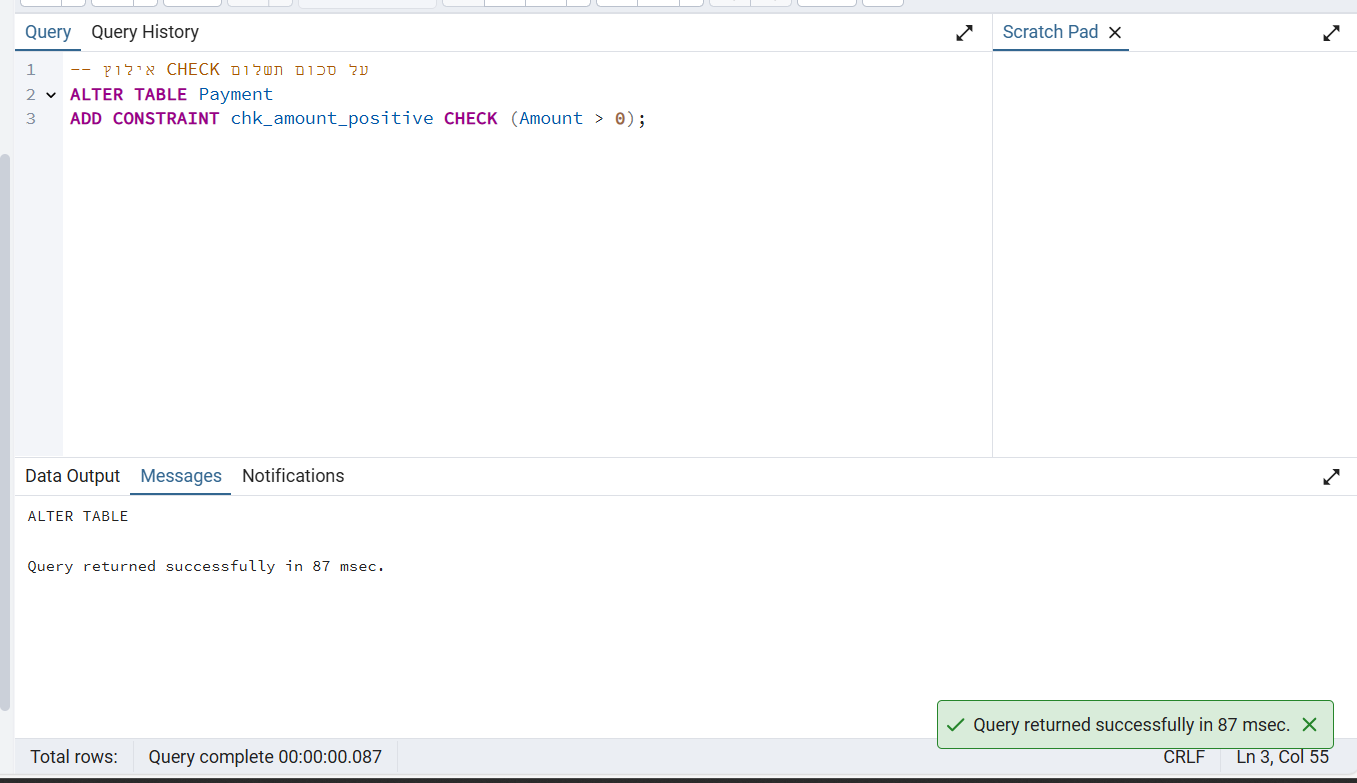 Query Query History
Scratch Pad
1 -- אילוץ CHECK על סכום תשלום
2 ALTER TABLE Payment
3 ADD CONSTRAINT chk_amount_positive CHECK (Amount > 0);
Data Output Messages Notifications
ALTER TABLE
Query returned successfully in 87 msec.
Query returned successfully in 87 msec.
Total rows: Query complete 00:00:00.087 CRLF Ln 3, Col 55